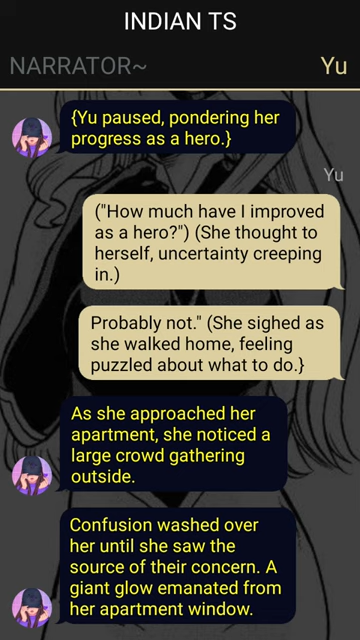 INDIAN TS
NARRATOR~
Yu
{Yu paused, pondering her
progress as a hero.}
Yu
("How much have I improved
as a hero?") (She thought to
herself, uncertainty creeping
in.)
Probably not." (She sighed as
she walked home, feeling
puzzled about what to do.}
As she approached her
apartment, she noticed a
large crowd gathering
outside.
Confusion washed over
her until she saw the
source of their concern. A
giant glow emanated from
her apartment window.